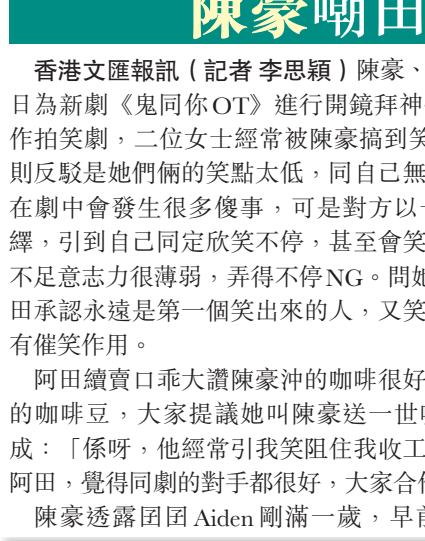 陳豪嘲田
香港文匯報訊（記者 李思穎）陳豪、
日為新劇《鬼同你OT》進行開鏡拜神
作拍笑劇，二位女士經常被陳豪搞到笑
則反駁是她們倆的笑點太低，同自己無
在劇中會發生很多傻事，可是對方以
繹，引到自己同定欣笑不停，甚至會笑
不足意志力很薄弱，弄得不停NG。問她
田承認永遠是第一個笑出來的人，又笑
有催笑作用。
阿田續賣口乖大讚陳豪沖的咖啡很好
的咖啡豆，大家提議她叫陳豪送一世
成：「係呀，他經常引我笑阻住我收工
阿田，覺得同劇的對手都很好，大家合作
陳豪透露囝囝Aiden剛滿一歲，早前